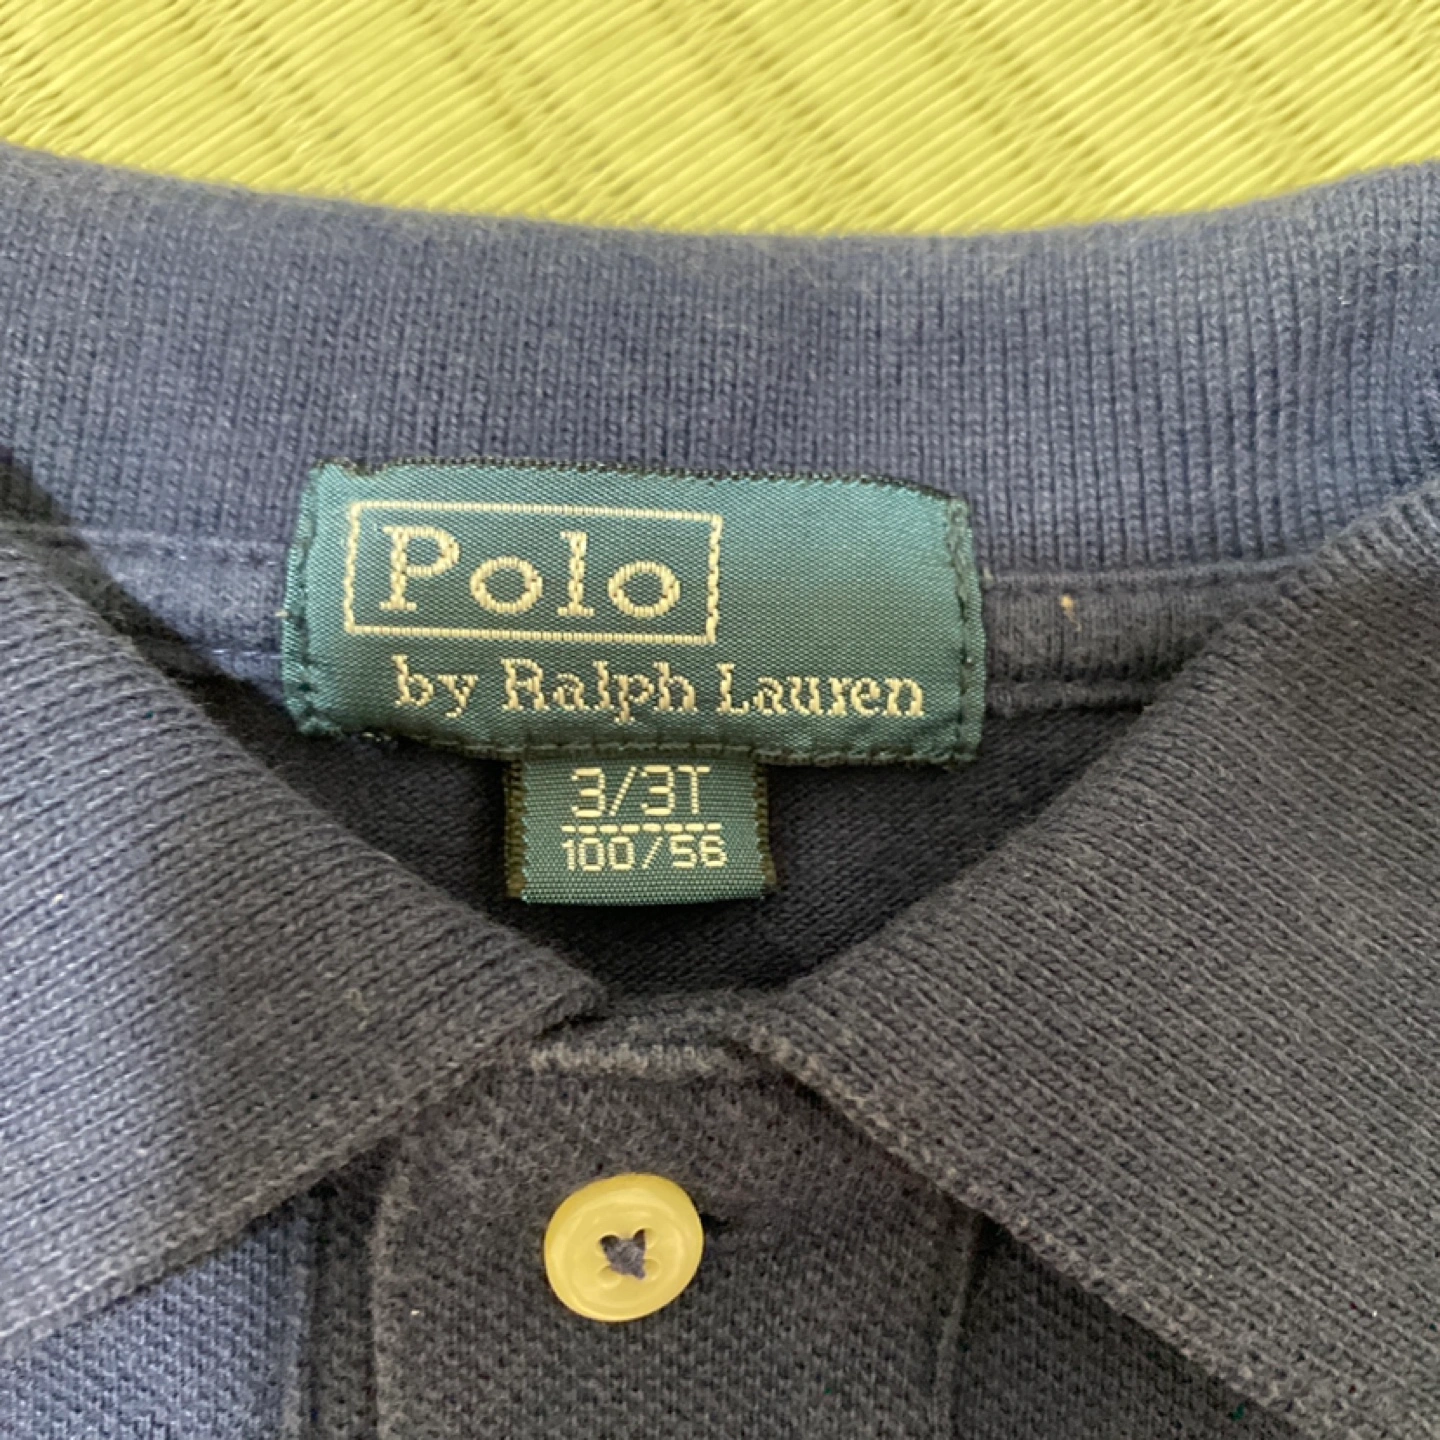 Polo
by Ralph Lauren
3/3T
100/56